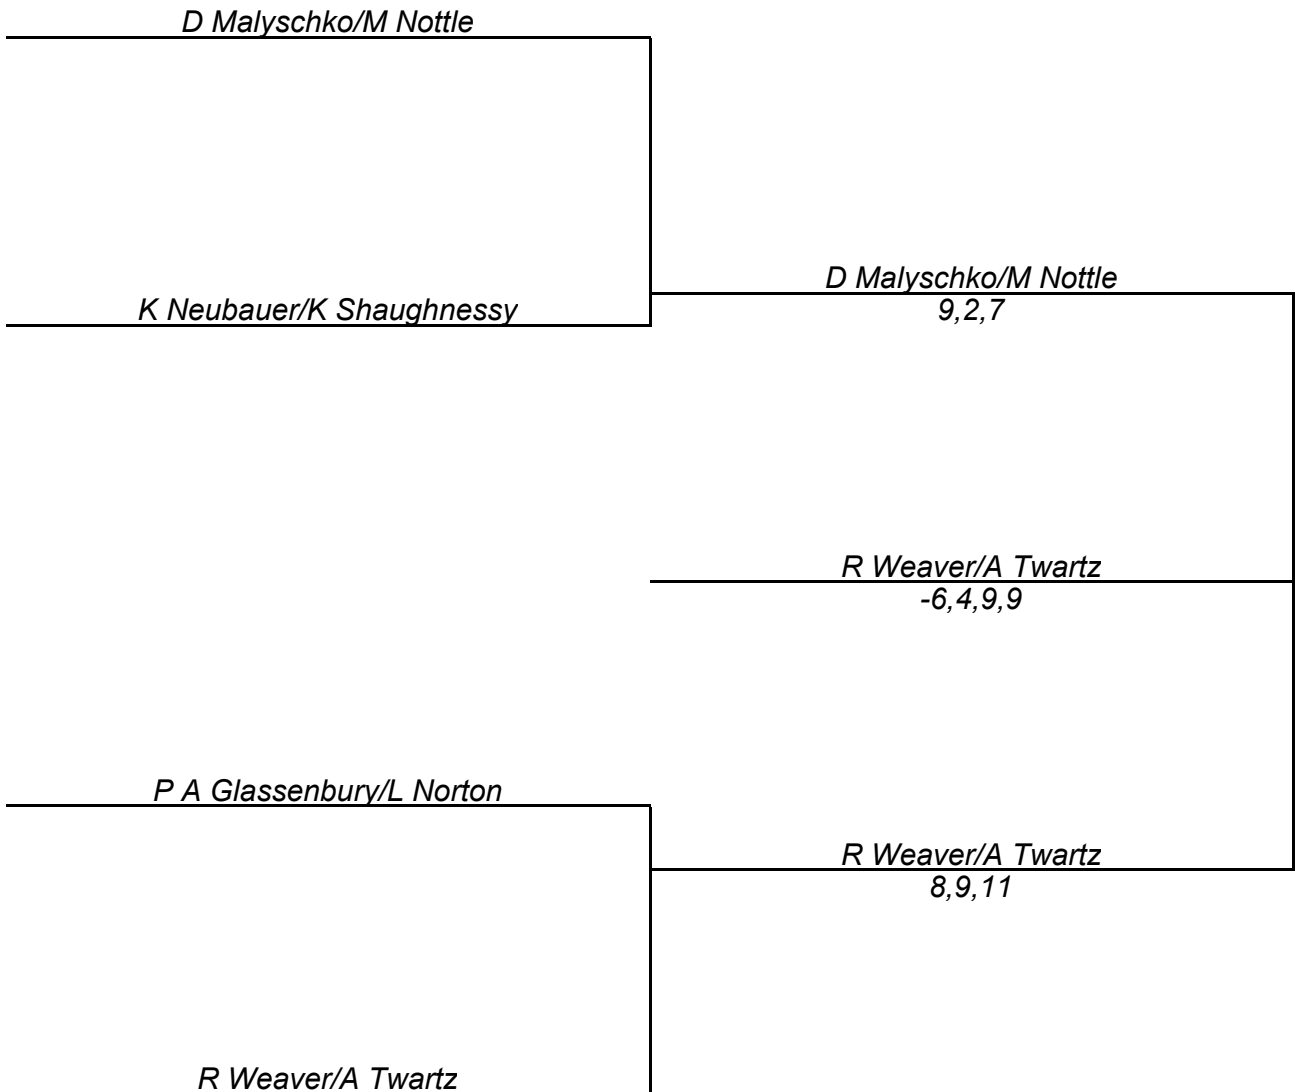 D Malyschko/M Nottle
D Malyschko/M Nottle
K Neubauer/K Shaughnessy
9,2,7
R Weaver/A Twartz
-6,4,9,9
P A Glassenbury/L Norton
R Weaver/A Twartz
8,9,11
R Weaver/A Twartz